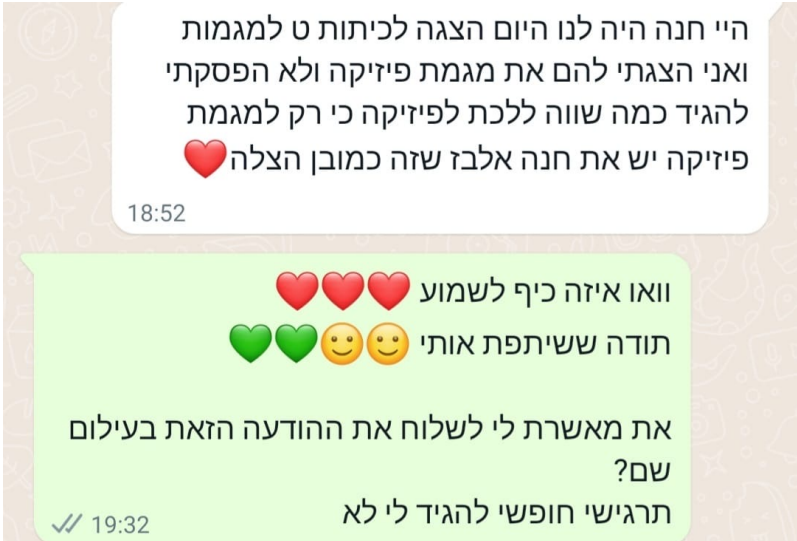 היי חנה היה לנו היום הצגה לכיתות ט למגמות
ואני הצגתי להם את מגמת פיזיקה ולא הפסקתי
להגיד כמה שווה ללכת לפיזיקה כי רק למגמת
פיזיקה יש את חנה אלבז שזה כמובן הצלה❤️
18:52
וואו איזה כיף לשמוע ❤️❤️❤️
תודה ששיתפת אותי 🙂🙂💚💚
את מאשרת לי לשלוח את ההודעה הזאת בעילום
שם?
תרגישי חופשי להגיד לי לא
19:32